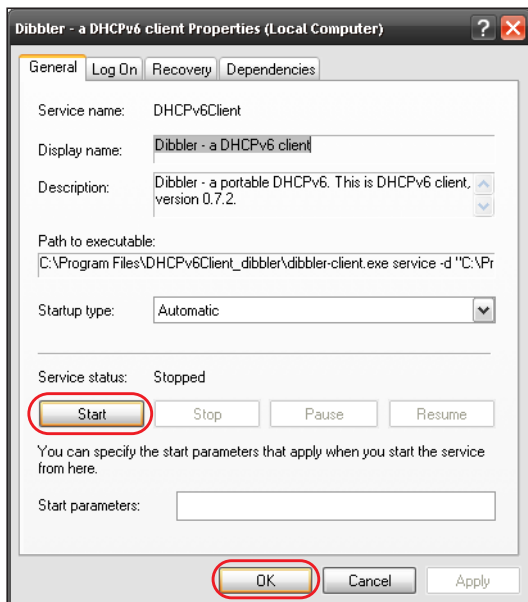 Dibbler - a DHCPv6 client Properties (Local Computer)
General Log On Recovery Dependencies
Service name: DHCPv6Client
Display name: Dibbler - a DHCPv6 client
Description: Dibbler - a portable DHCPv6. This is DHCPv6 client,
version 0.7.2.
Path to executable:
C:\Program Files\DHCPv6Client_dibbler\dibbler-client.exe service -d "C:\Pr
Startup type: Automatic
Service status: Stopped
Start Stop Pause Resume
You can specify the start parameters that apply when you start the service
from here.
Start parameters:
OK Cancel Apply